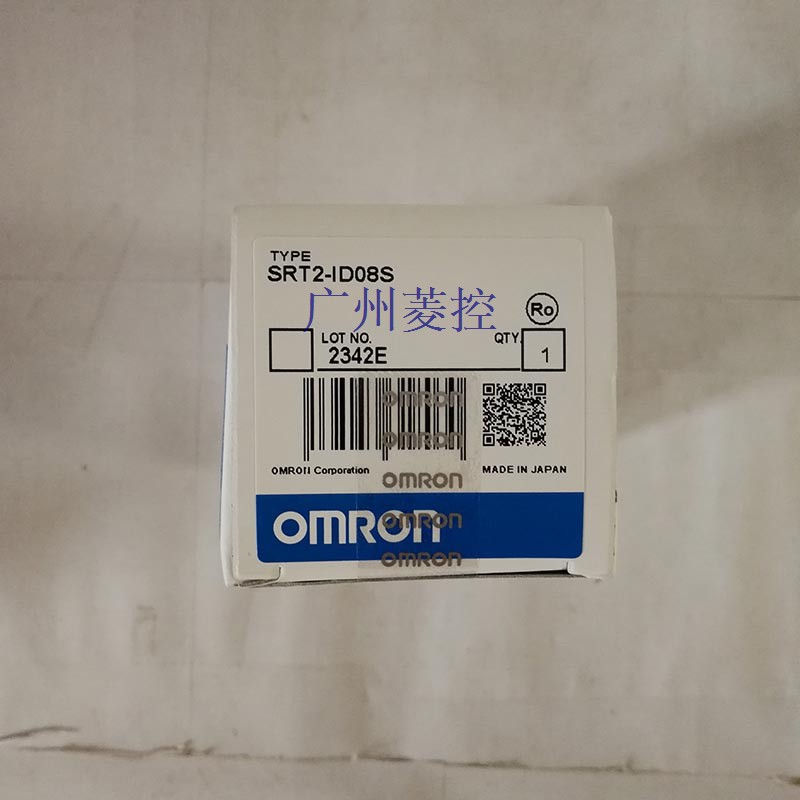 TYPE
SRT2-ID08S
广州菱控
Ro
LOT NO. QTY.
2342E 1
OMRON
OMRON
OMRON Corporation MADE IN JAPAN
OMRON
OMRON
OMRON
OMRON